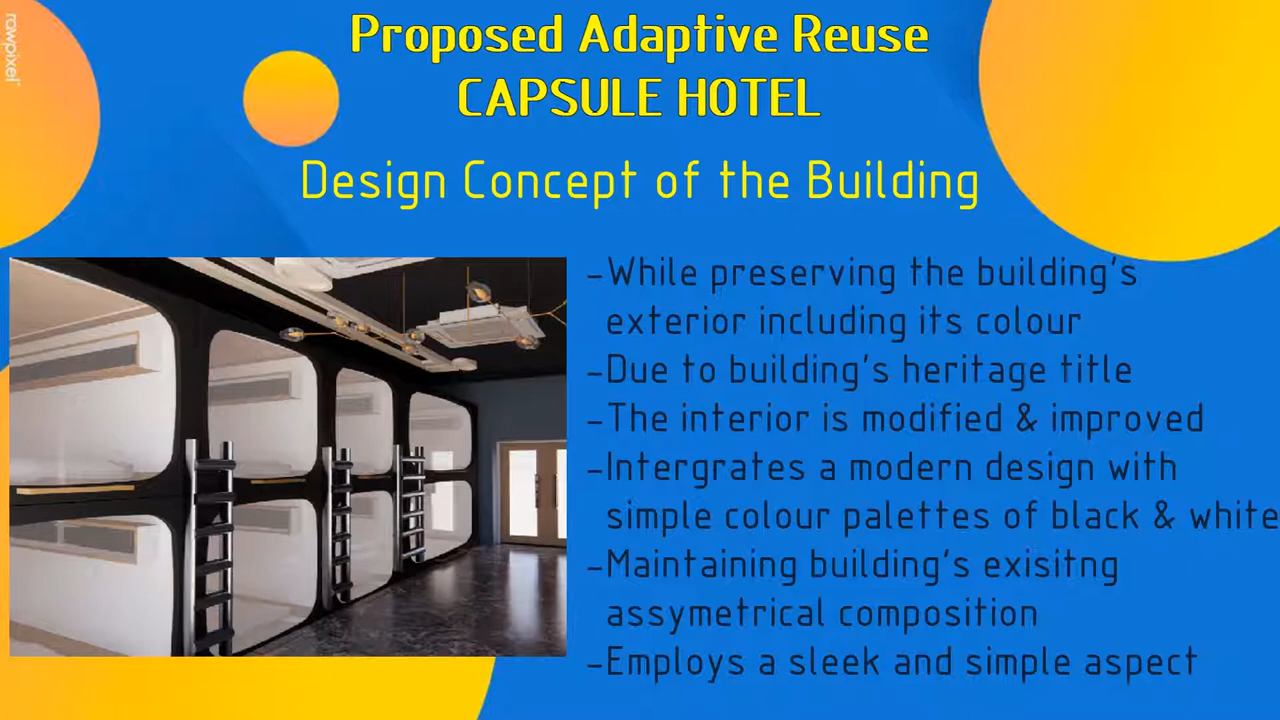 rawpixel
Proposed Adaptive Reuse
CAPSULE HOTEL
Design Concept of the Building
-While preserving the building's
exterior including its colour
-Due to building's heritage title
-The interior is modified & improved
-Intergrates a modern design with
simple colour palettes of black & white
-Maintaining building's exisitng
assymetrical composition
-Employs a sleek and simple aspect